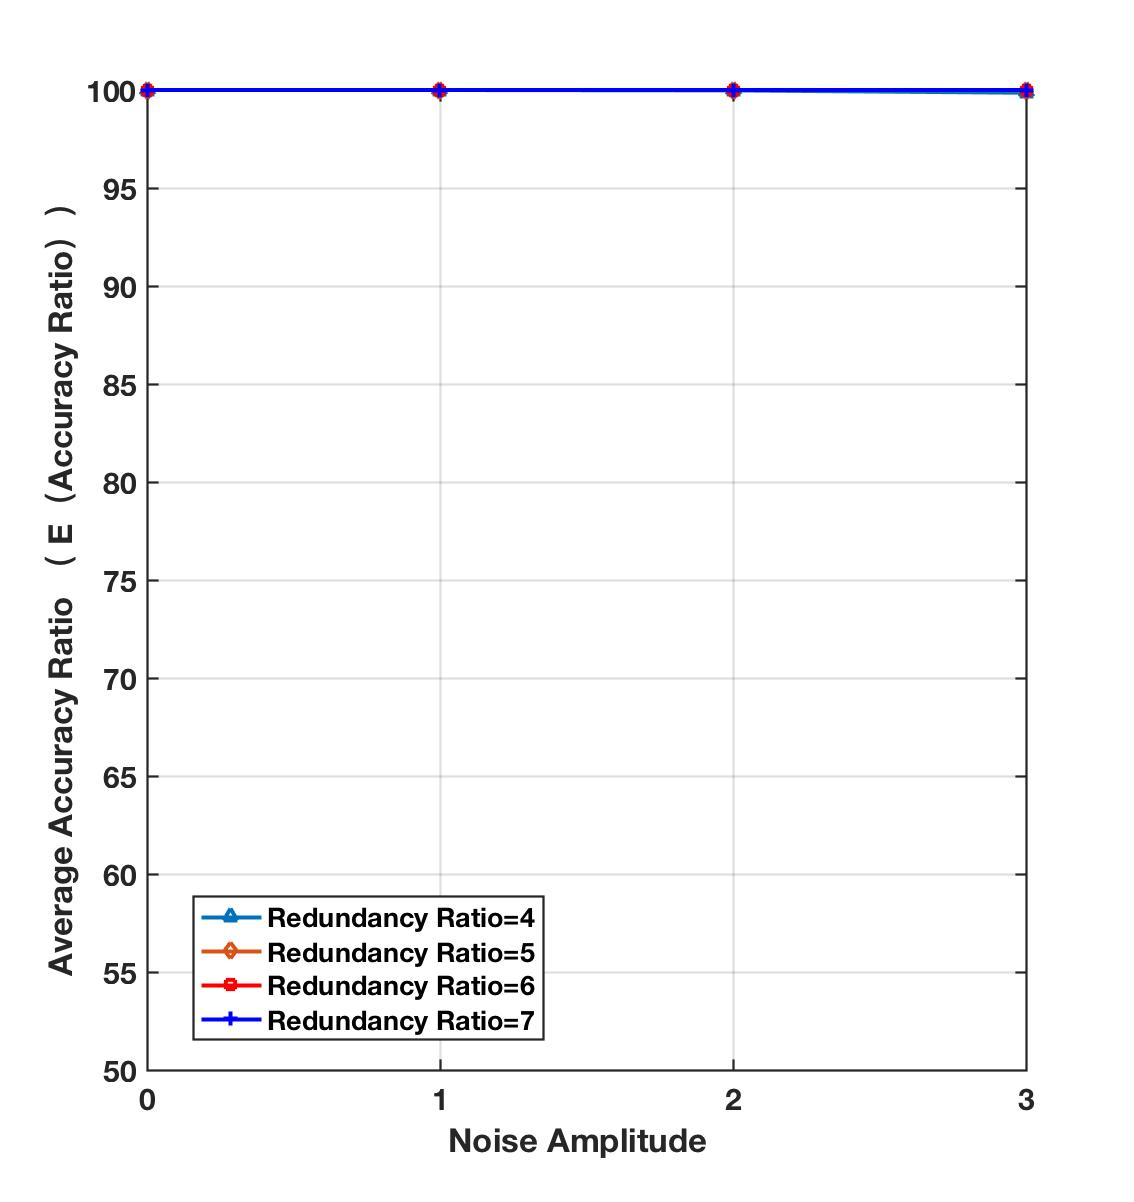 100
95
90
85
80
75
70
65
60
55
50
Average Accuracy Ratio ( E (Accuracy Ratio) )
Redundancy Ratio=4
Redundancy Ratio=5
Redundancy Ratio=6
Redundancy Ratio=7
0 1 2 3
Noise Amplitude